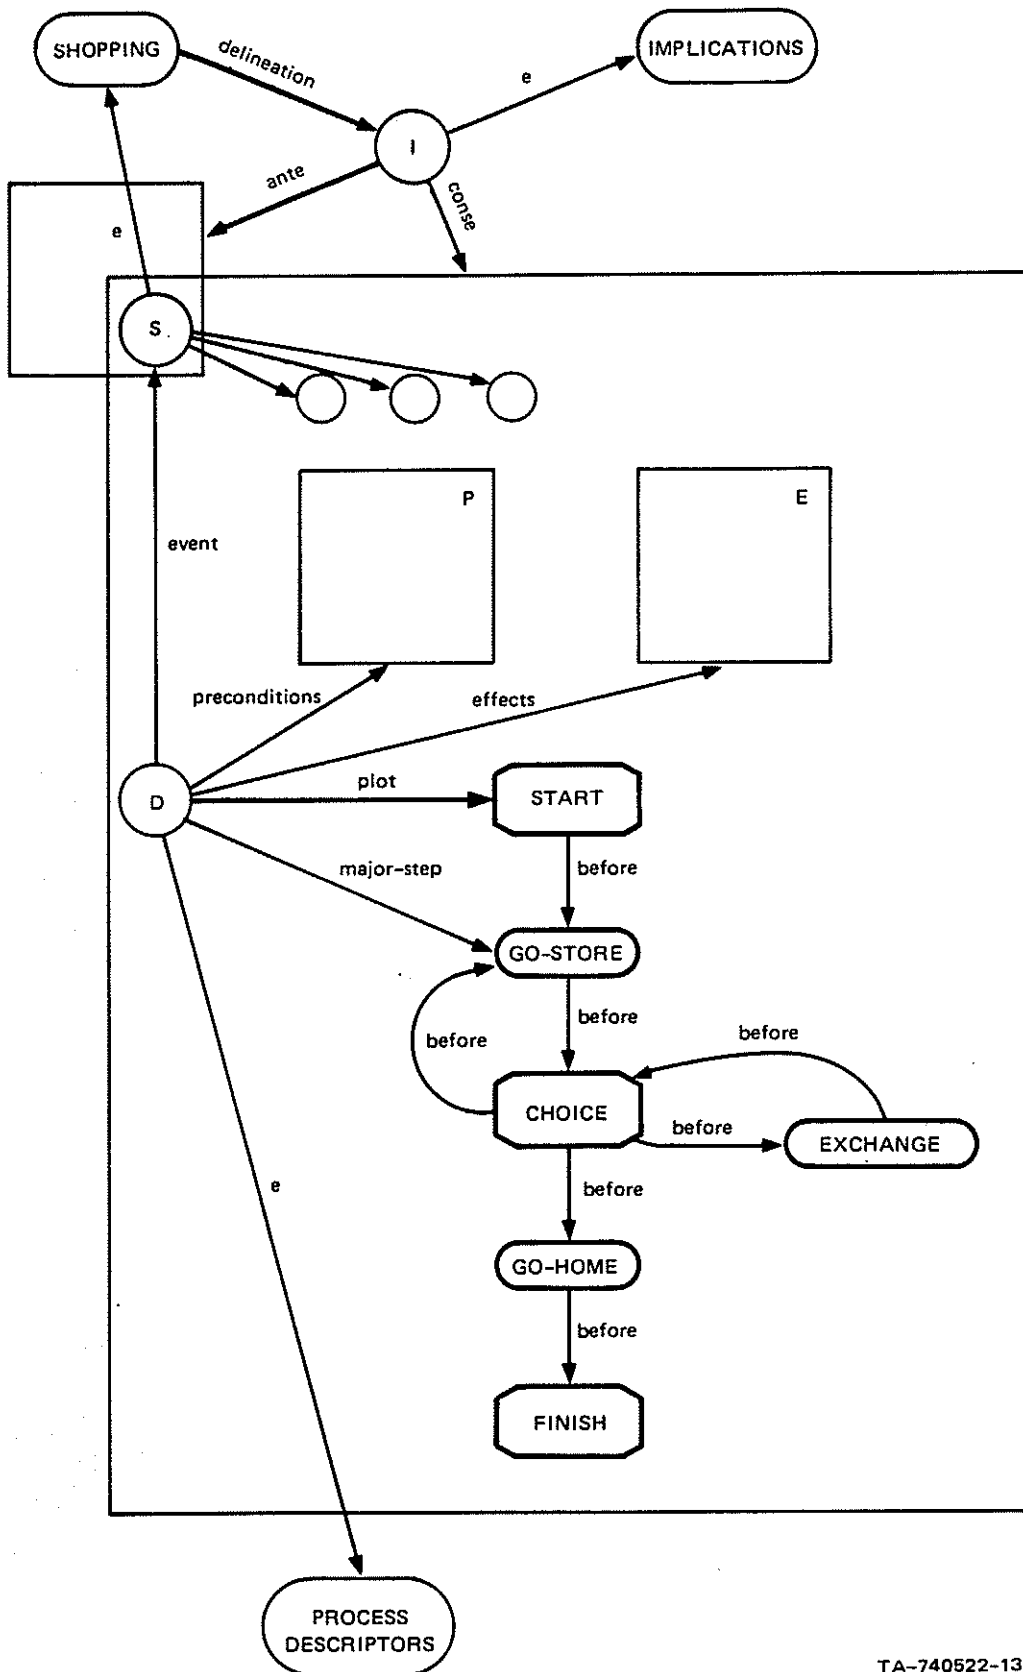 SHOPPING
delineation
IMPLICATIONS
e
I
ante
conse
e
S
P
E
event
preconditions
effects
plot
START
D
major-step
before
GO-STORE
before
before
before
CHOICE
before
EXCHANGE
e
before
GO-HOME
before
FINISH
PROCESS
DESCRIPTORS
TA-740522-13